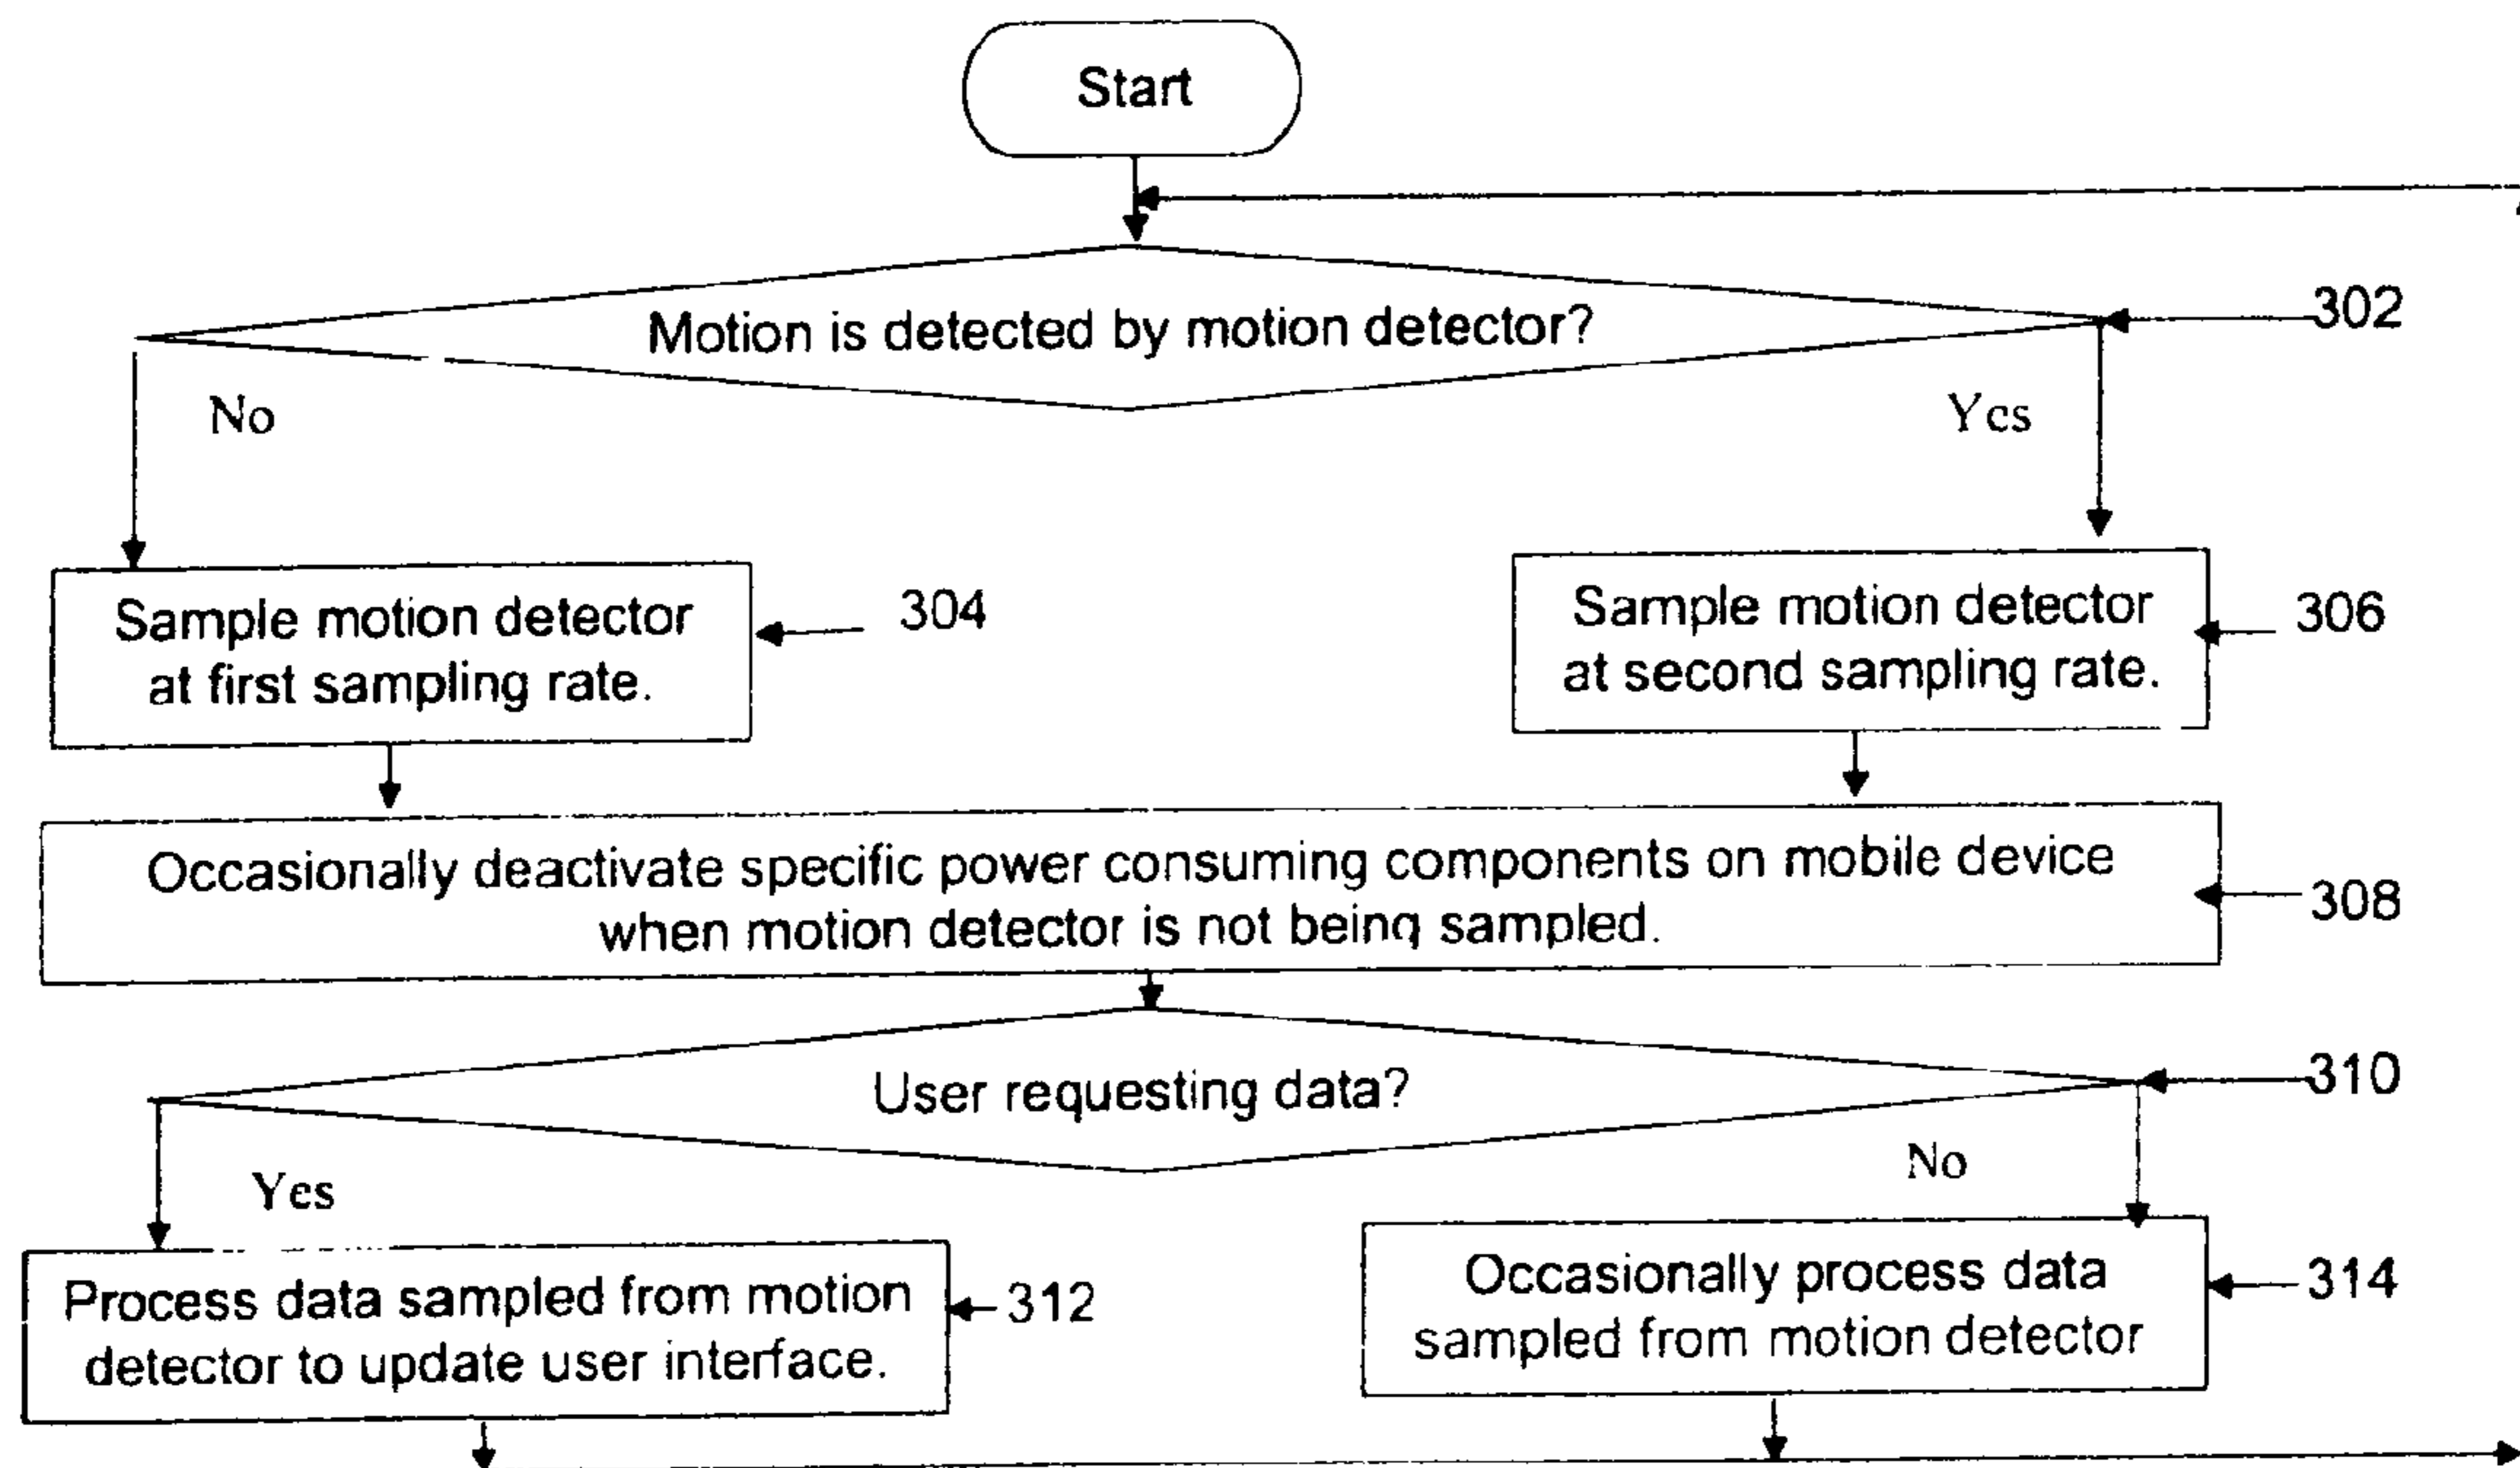 Start
Motion is detected by motion detector?
302
No
Yes
Sample motion detector
at first sampling rate.
304
Sample motion detector
at second sampling rate.
306
Occasionally deactivate specific power consuming components on mobile device
when motion detector is not being sampled.
308
User requesting data?
310
Yes
No
Process data sampled from motion
detector to update user interface.
312
Occasionally process data
sampled from motion detector
314